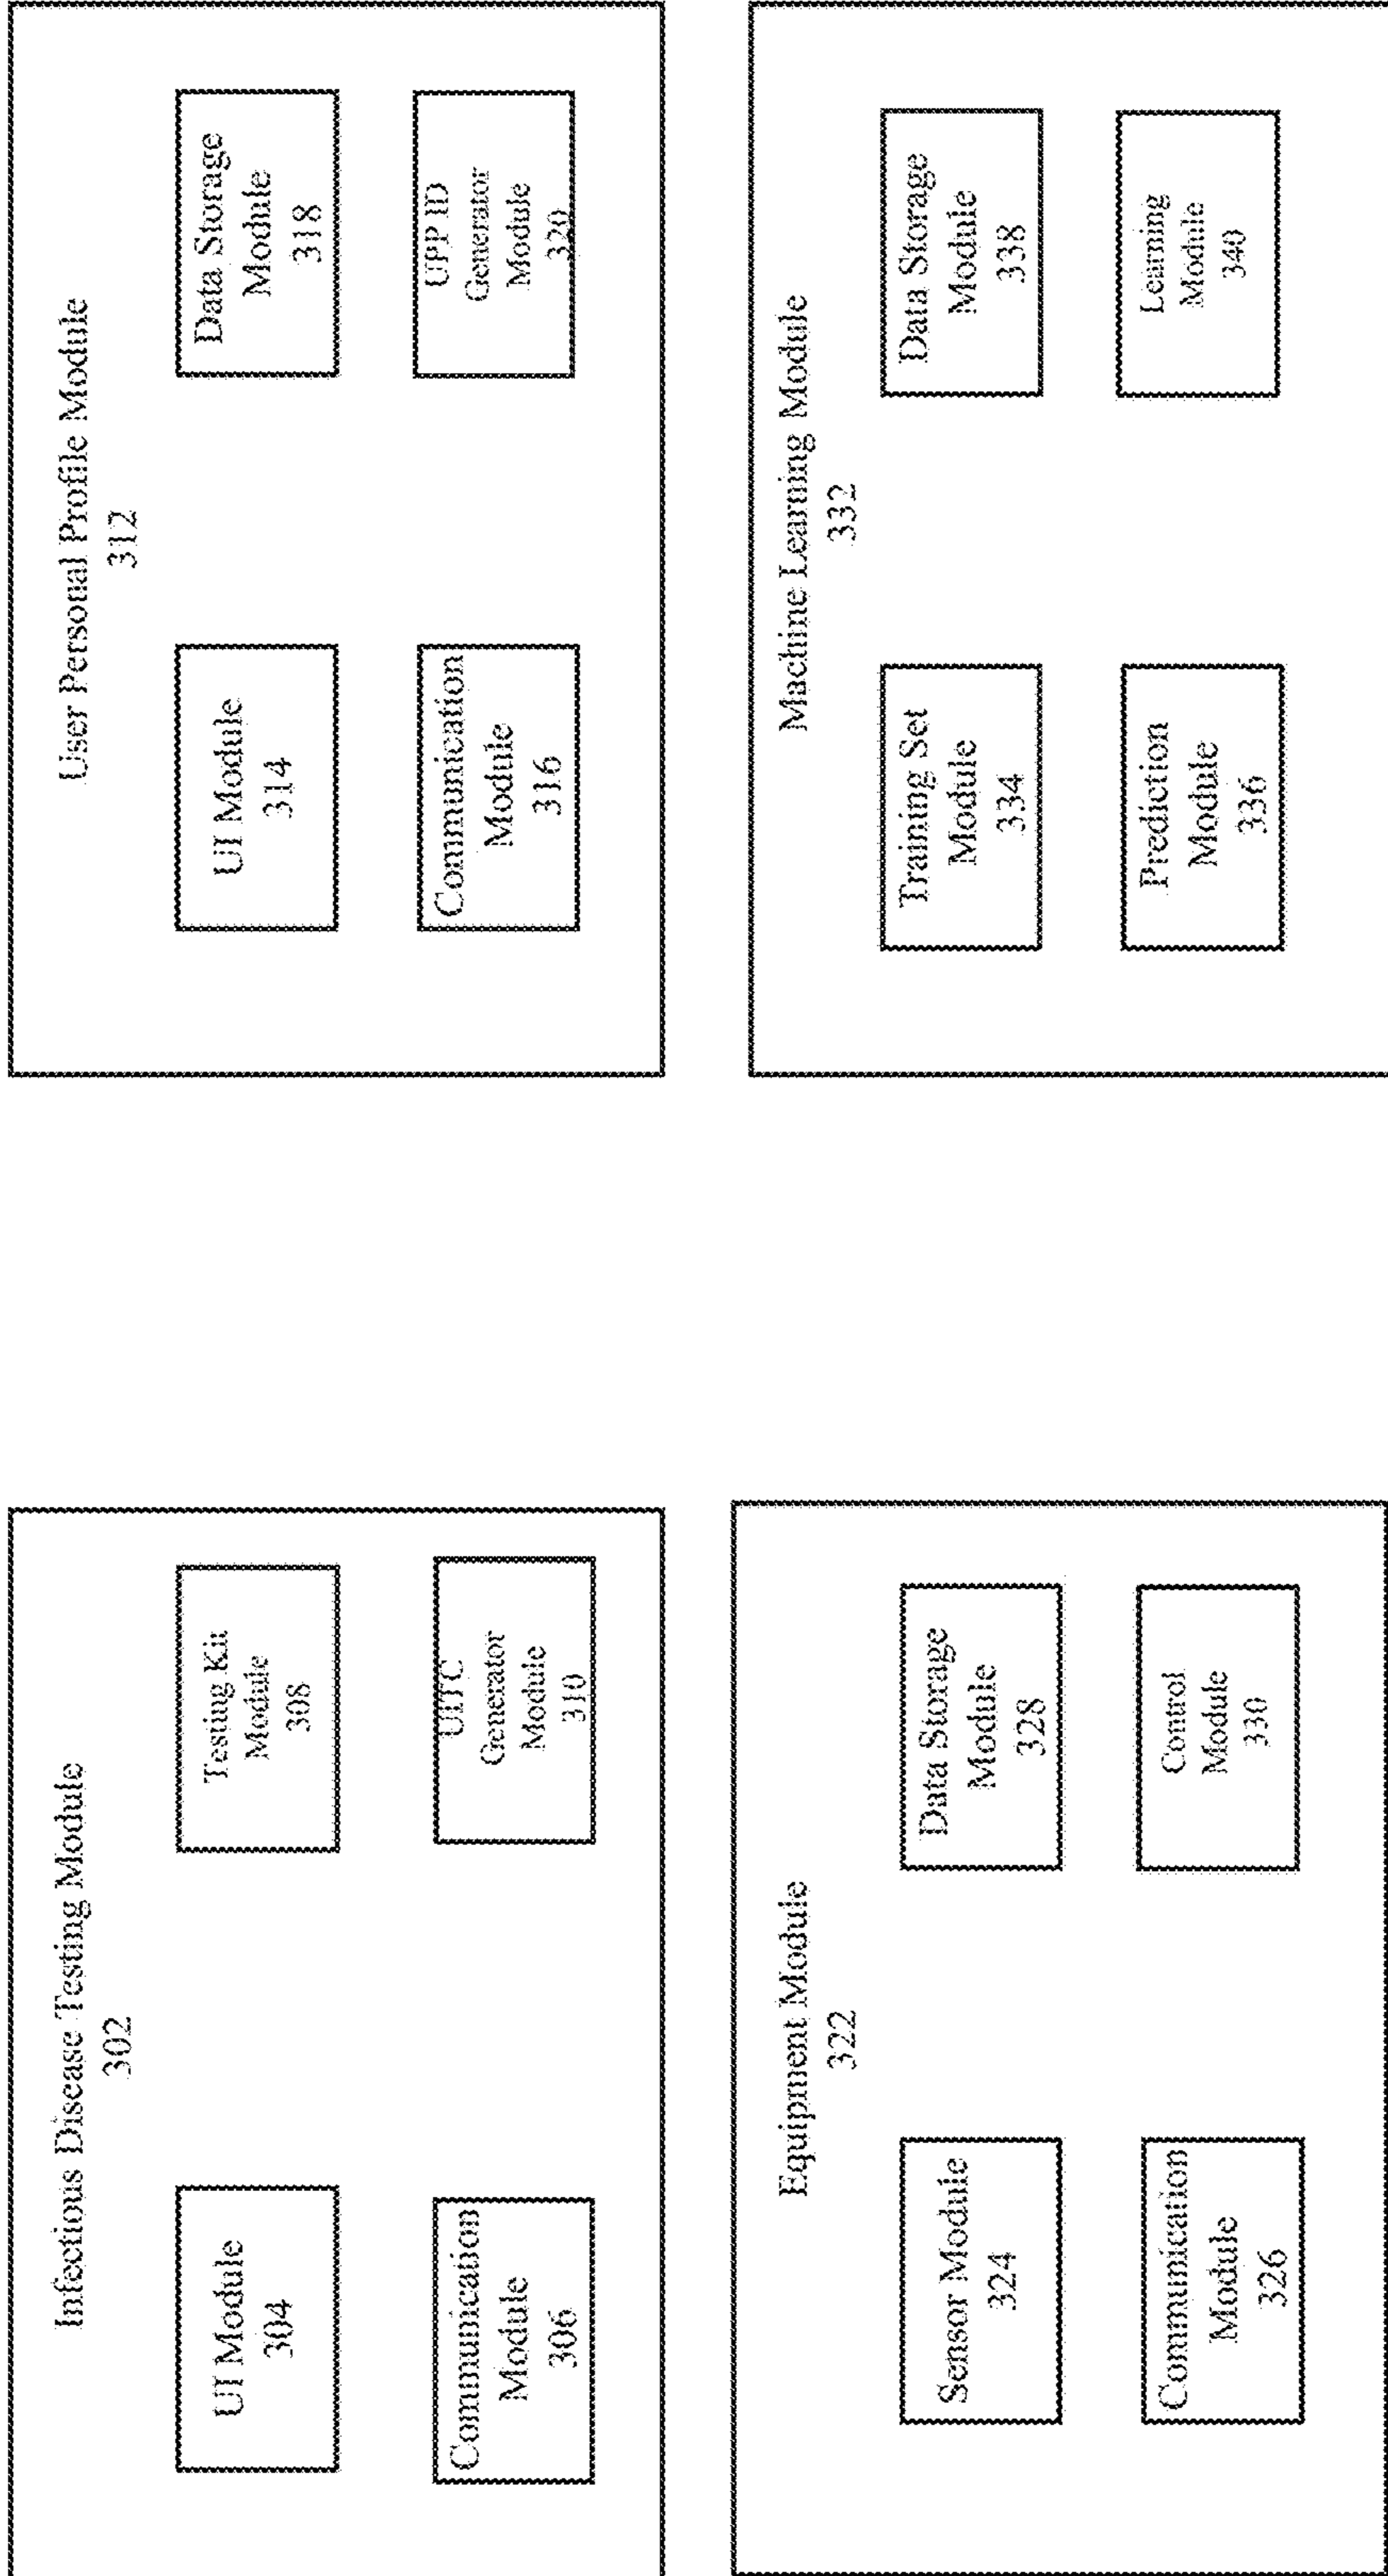 Infectious Disease Testing Module
302
UI Module
304
Testing Kit
Module
308
Communication
Module
306
UITC
Generator
Module
310
User Personal Profile Module
312
UI Module
314
Data Storage
Module
318
Communication
Module
316
UPP ID
Generator
Module
320
Equipment Module
322
Sensor Module
324
Data Storage
Module
328
Communication
Module
326
Control
Module
330
Machine Learning Module
332
Training Set
Module
334
Data Storage
Module
338
Prediction
Module
336
Learning
Module
340